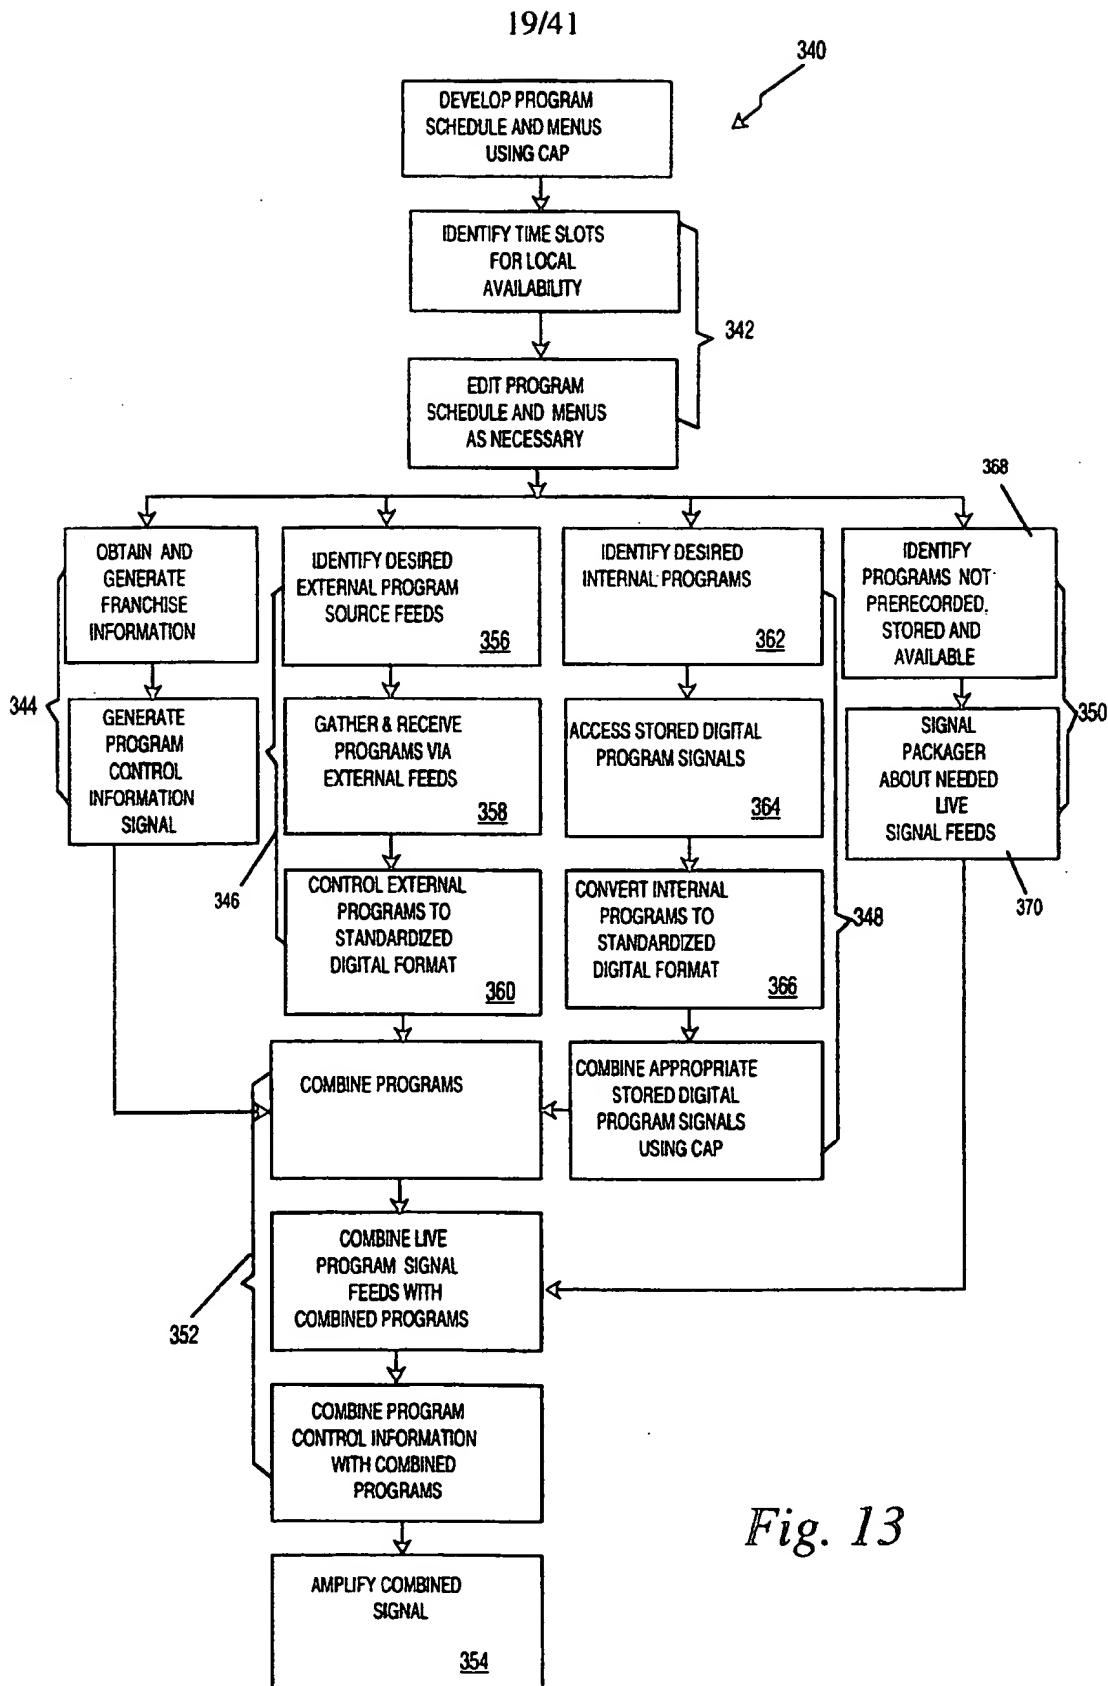 19/41
340
DEVELOP PROGRAM
SCHEDULE AND MENUS
USING CAP
IDENTIFY TIME SLOTS
FOR LOCAL
AVAILABILITY
342
EDIT PROGRAM
SCHEDULE AND MENUS
AS NECESSARY
368
OBTAIN AND
GENERATE
FRANCHISE
INFORMATION
IDENTIFY DESIRED
EXTERNAL PROGRAM
SOURCE FEEDS
356
IDENTIFY DESIRED
INTERNAL PROGRAMS
362
IDENTIFY
PROGRAMS NOT
PRERECORDED,
STORED AND
AVAILABLE
344
350
GENERATE
PROGRAM
CONTROL
INFORMATION
SIGNAL
GATHER & RECEIVE
PROGRAMS VIA
EXTERNAL FEEDS
358
ACCESS STORED DIGITAL
PROGRAM SIGNALS
364
SIGNAL
PACKAGER
ABOUT NEEDED
LIVE
SIGNAL FEEDS
346
370
CONTROL EXTERNAL
PROGRAMS TO
STANDARDIZED
DIGITAL FORMAT
360
CONVERT INTERNAL
PROGRAMS TO
STANDARDIZED
DIGITAL FORMAT
366
348
COMBINE PROGRAMS
COMBINE APPROPRIATE
STORED DIGITAL
PROGRAM SIGNALS
USING CAP
COMBINE LIVE
PROGRAM SIGNAL
FEEDS WITH
COMBINED PROGRAMS
352
COMBINE PROGRAM
CONTROL INFORMATION
WITH COMBINED
PROGRAMS
Fig. 13
AMPLIFY COMBINED
SIGNAL
354